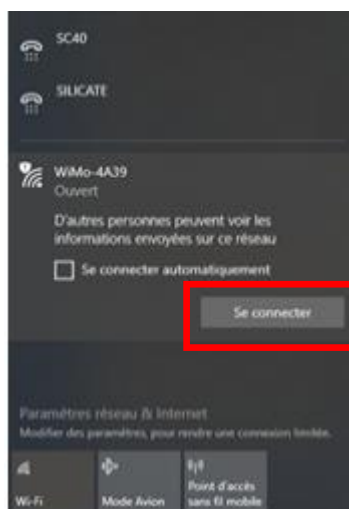 SC40
SILICATE
WiMo-4A39
Ouvert
D'autres personnes peuvent voir les
informations envoyées sur ce réseau
Se connecter automatiquement
Se connecter
Paramètres réseau & Internet
Modifier des paramètres, pour rendre une connexion limitée.
Wi-Fi
Mode Avion
Point d'accès
sans fil mobile